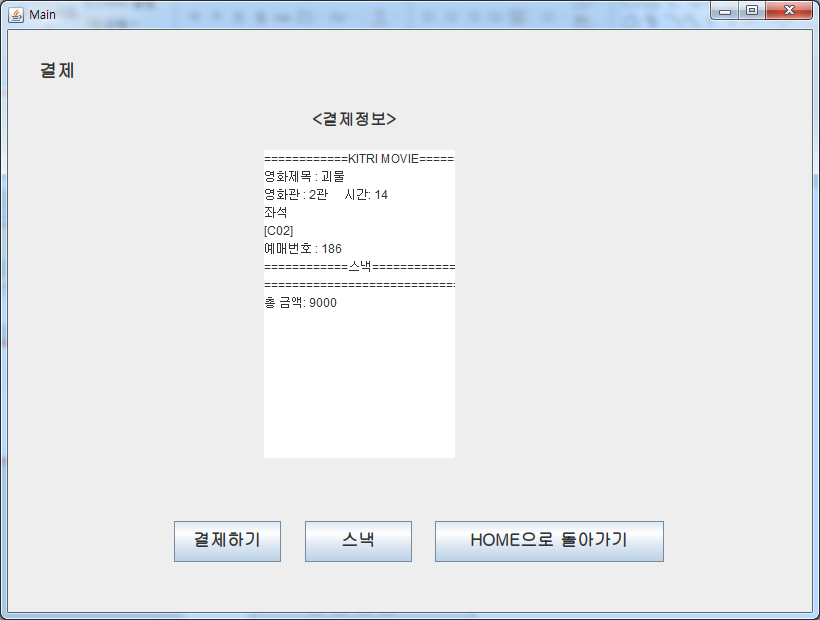 Main
결제
<결제정보>
============KITRI MOVIE=====
영화제목 : 괴물
영화관 : 2관 시간: 14
좌석
[C02]
예매번호 : 186
============스낵============
===========================
총 금액: 9000
결제하기
스낵
HOME으로 돌아가기